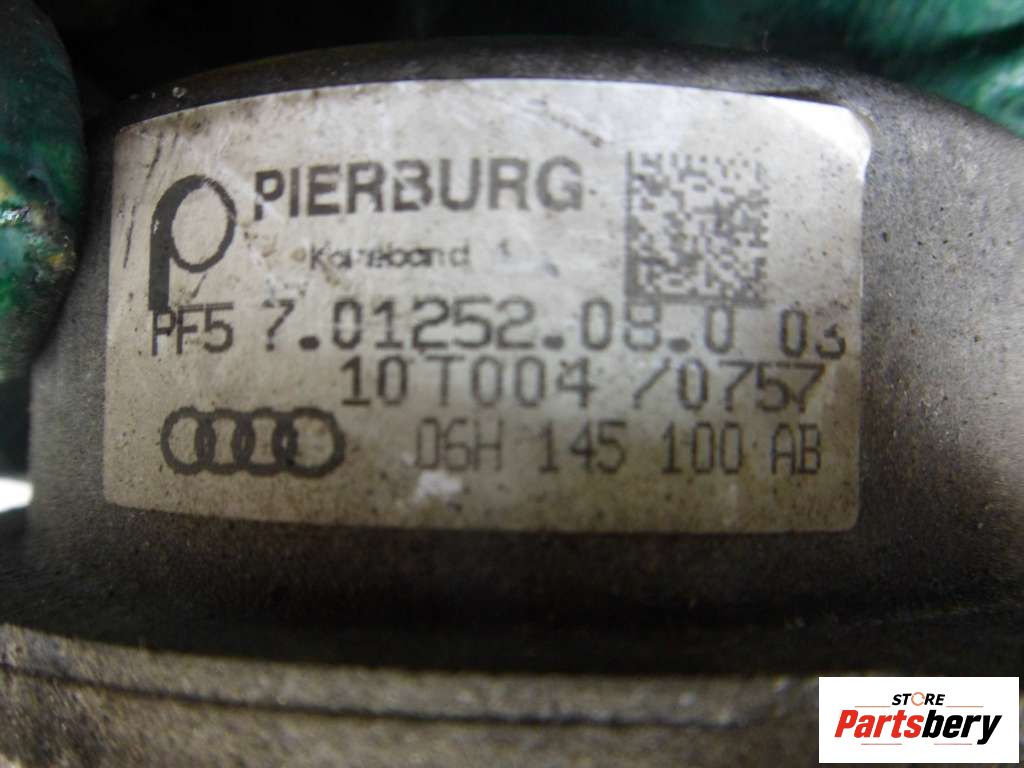 PIERBURG
PF5 7.01252.08.0 03
10T004/0757
06H 145 100 AB
STORE
Partsbery